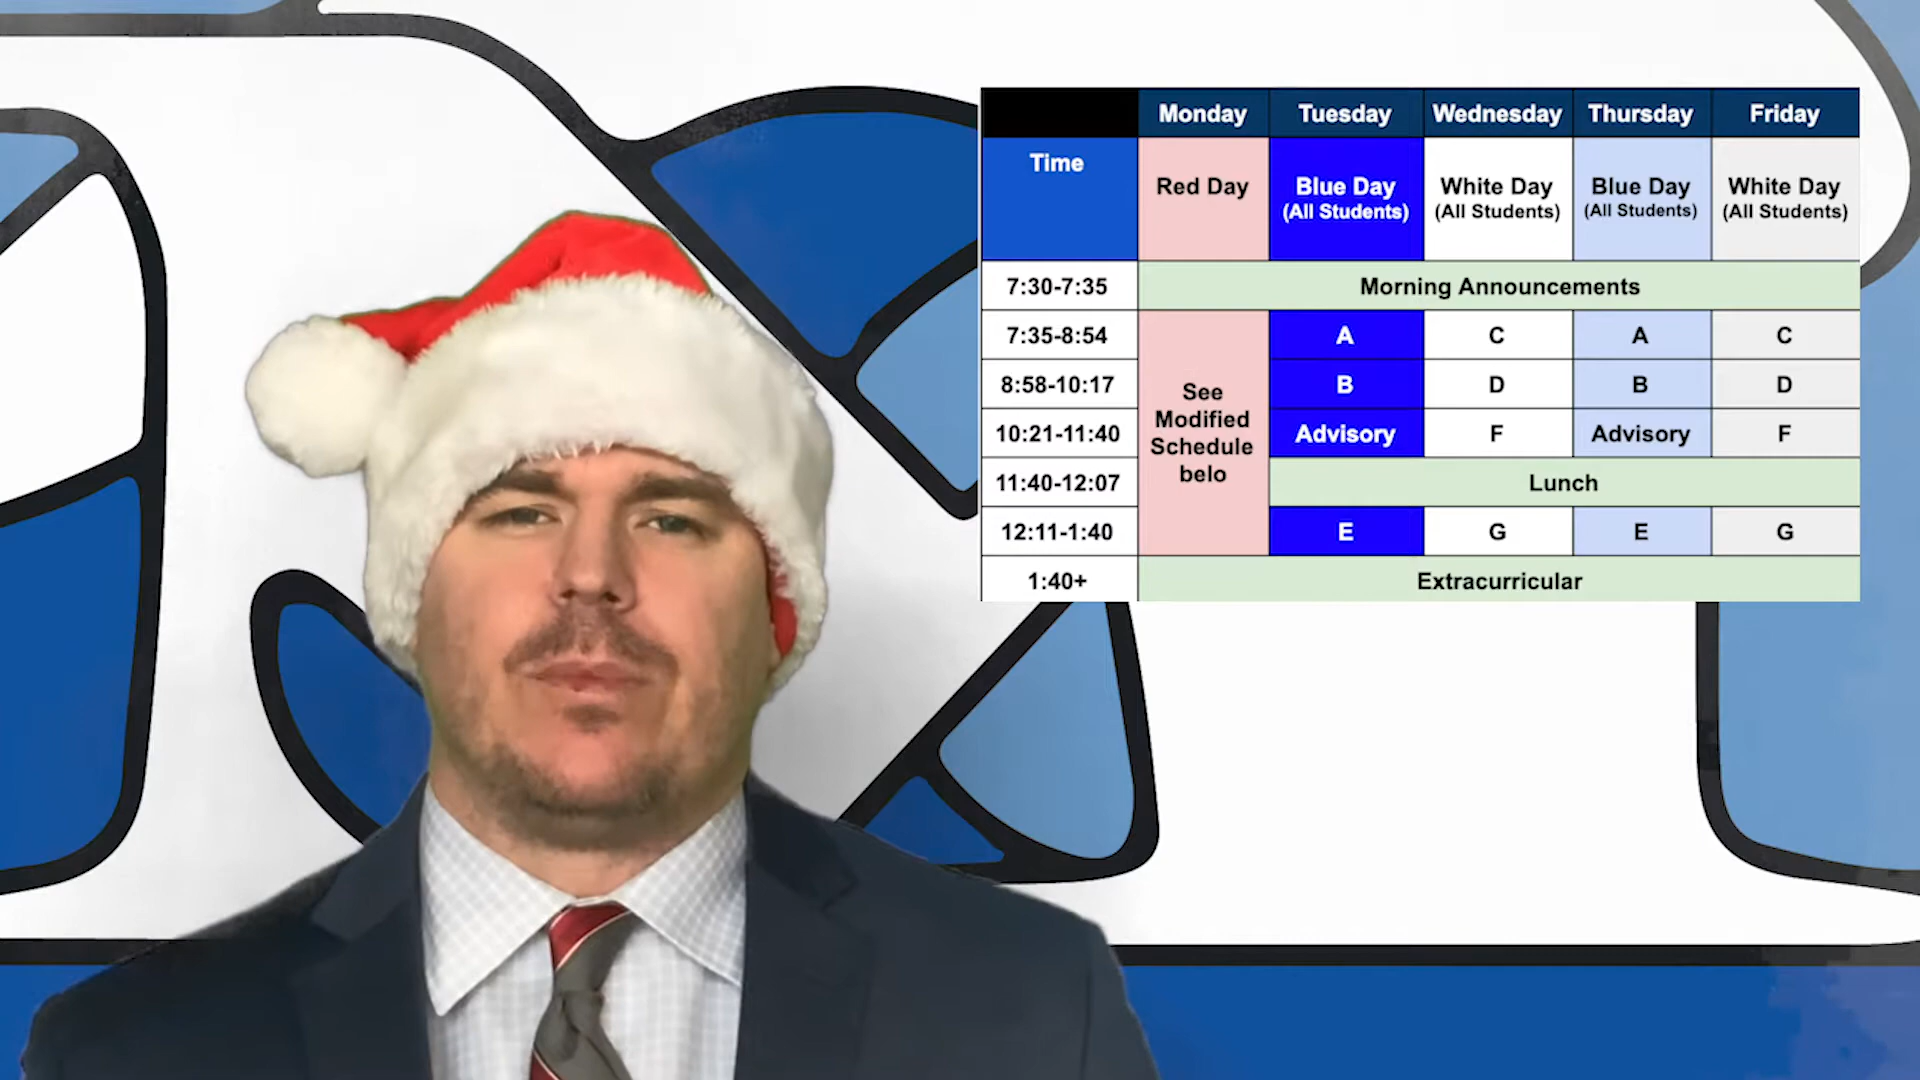 Monday Tuesday Wednesday Thursday Friday
Time
Red Day Blue Day White Day Blue Day White Day
(All Students) (All Students) (All Students) (All Students)
7:30-7:35 Morning Announcements
7:35-8:54 A C A C
8:58-10:17 B D B D
See
Modified
Schedule
belo
10:21-11:40 Advisory F Advisory F
11:40-12:07 Lunch
12:11-1:40 E G E G
1:40+ Extracurricular